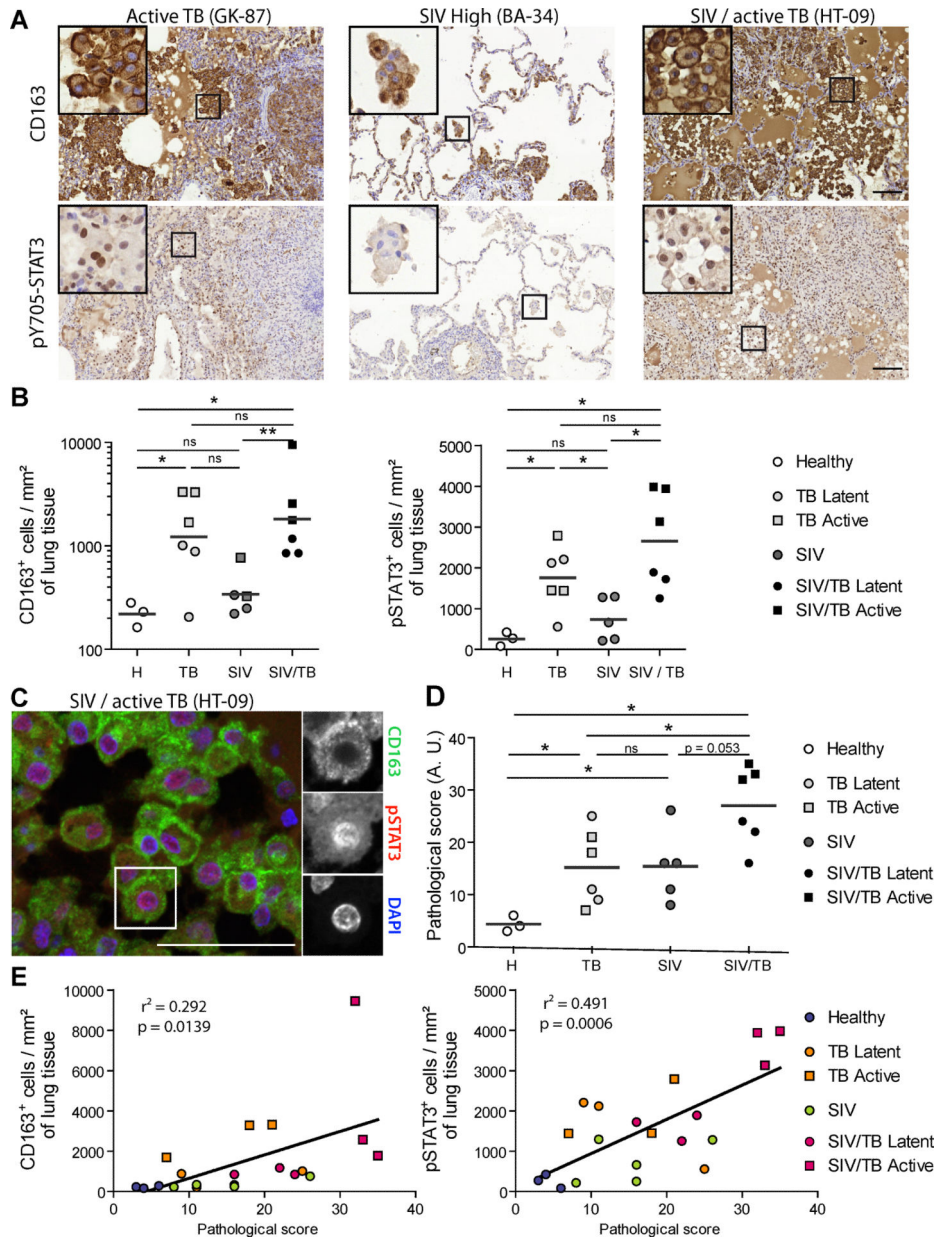 A
Active TB (GK-87)
SIV High (BA-34)
SIV / active TB (HT-09)
CD163
pY705-STAT3
B
*
ns
ns
**
*
ns
CD163+ cells / mm²
of lung tissue
10000
1000
100
H
TB
SIV
SIV/TB
*
ns
ns
*
*
*
pSTAT3+ cells / mm²
of lung tissue
5000
4000
3000
2000
1000
0
H
TB
SIV
SIV / TB
Healthy
TB Latent
TB Active
SIV
SIV/TB Latent
SIV/TB Active
C
SIV / active TB (HT-09)
CD163
pSTAT3
DAPI
D
*
*
*
ns
p = 0.053
*
Pathological score (A. U.)
40
30
20
10
0
H
TB
SIV
SIV/TB
Healthy
TB Latent
TB Active
SIV
SIV/TB Latent
SIV/TB Active
E
r² = 0.292
p = 0.0139
CD163+ cells / mm²
of lung tissue
10000
8000
6000
4000
2000
0
0
10
20
30
40
Pathological score
r² = 0.491
p = 0.0006
pSTAT3+ cells / mm²
of lung tissue
5000
4000
3000
2000
1000
0
0
10
20
30
40
Pathological score
Healthy
TB Latent
TB Active
SIV
SIV/TB Latent
SIV/TB Active